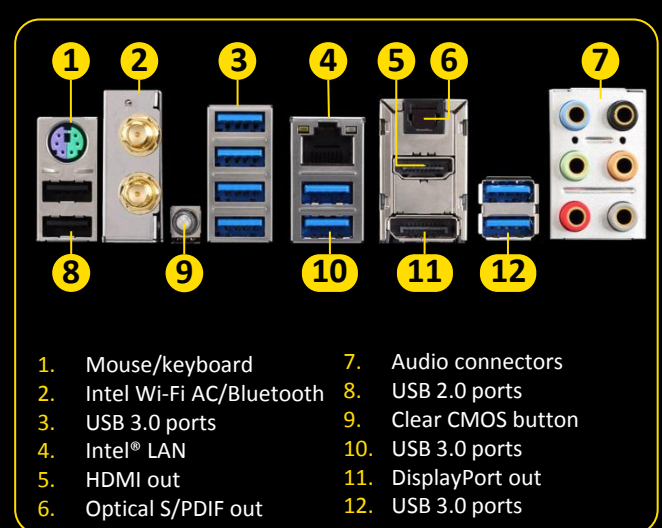 1 2 3 4 5 6 7
8 9 10 11 12
1. Mouse/keyboard
2. Intel Wi-Fi AC/Bluetooth
3. USB 3.0 ports
4. Intel® LAN
5. HDMI out
6. Optical S/PDIF out
7. Audio connectors
8. USB 2.0 ports
9. Clear CMOS button
10. USB 3.0 ports
11. DisplayPort out
12. USB 3.0 ports